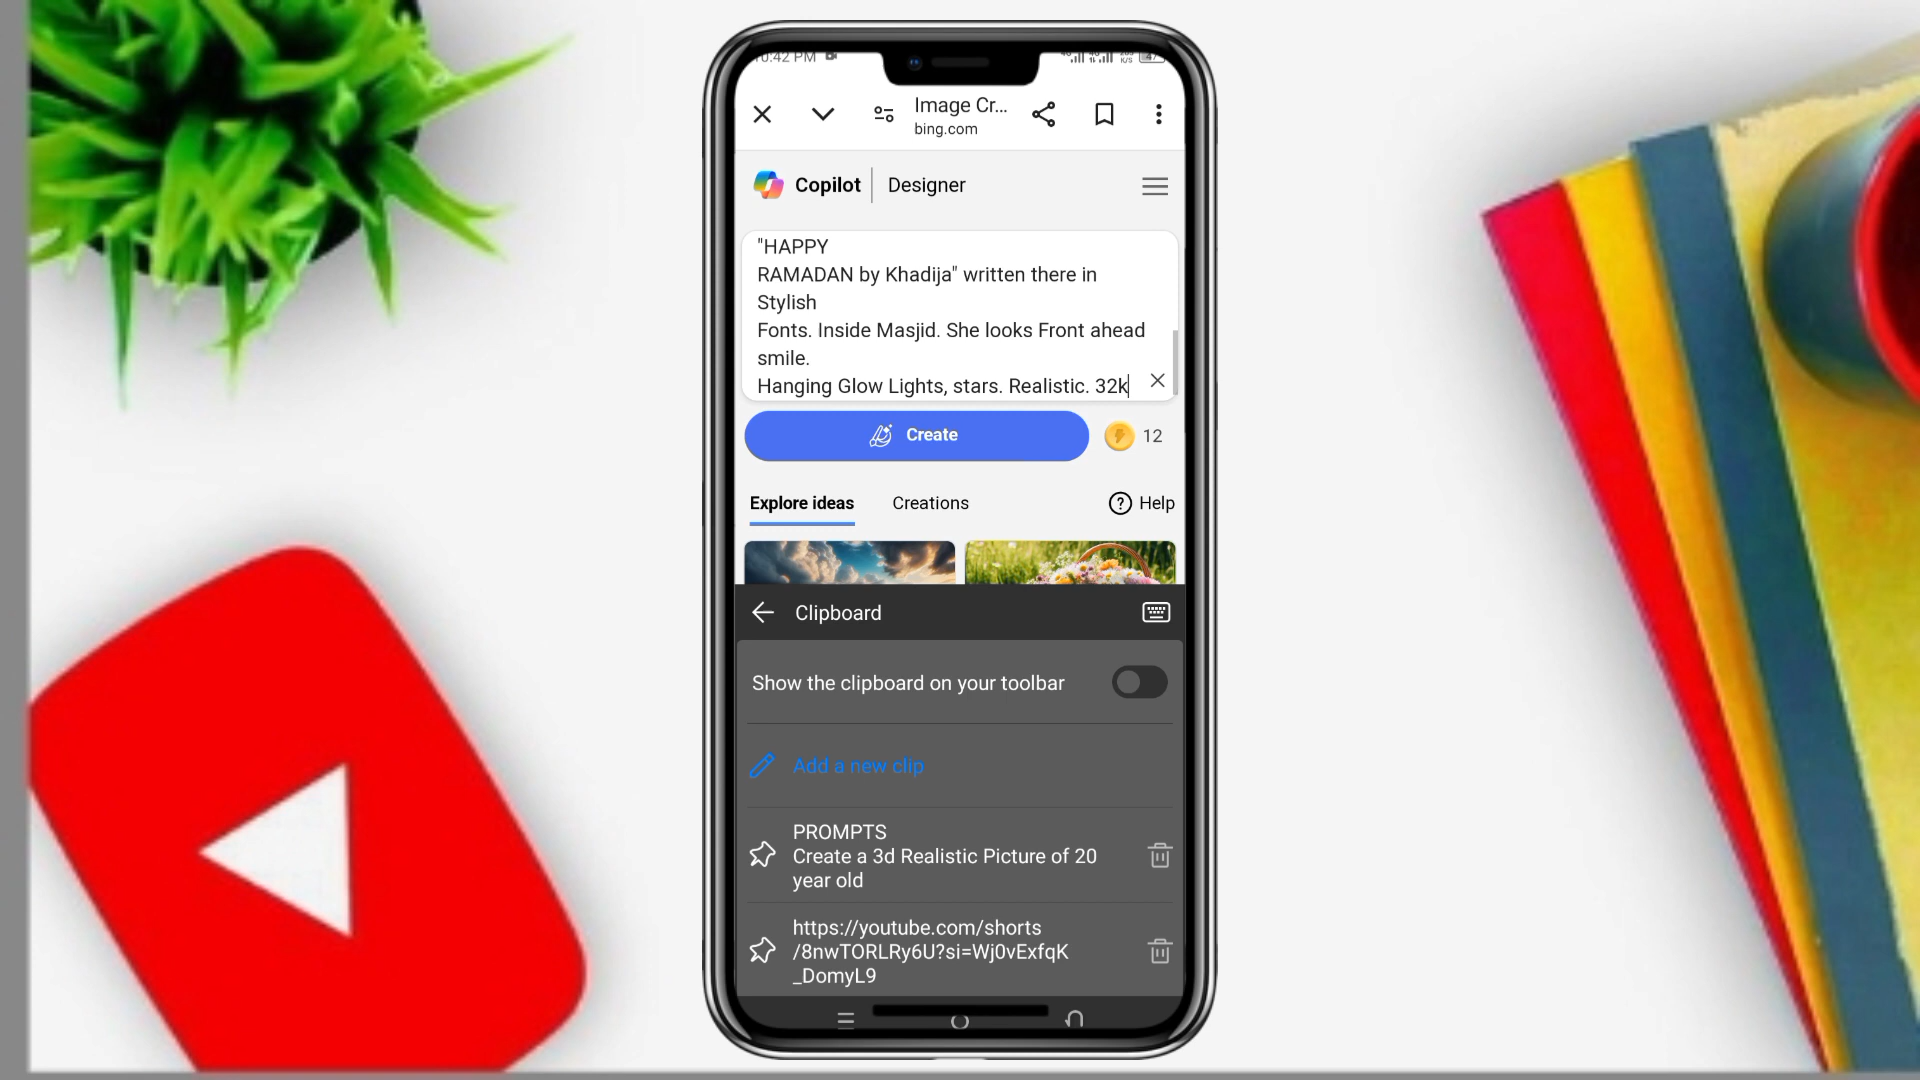 10:42 PM
Image Cr...
bing.com
Copilot | Designer
"HAPPY
RAMADAN by Khadija" written there in
Stylish
Fonts. Inside Masjid. She looks Front ahead
smile.
Hanging Glow Lights, stars. Realistic. 32k
Create
12
Explore ideas
Creations
Help
Clipboard
Show the clipboard on your toolbar
Add a new clip
PROMPTS
Create a 3d Realistic Picture of 20
year old
https://youtube.com/shorts
/8nwTORLRy6U?si=Wj0vExfqK
_DomyL9